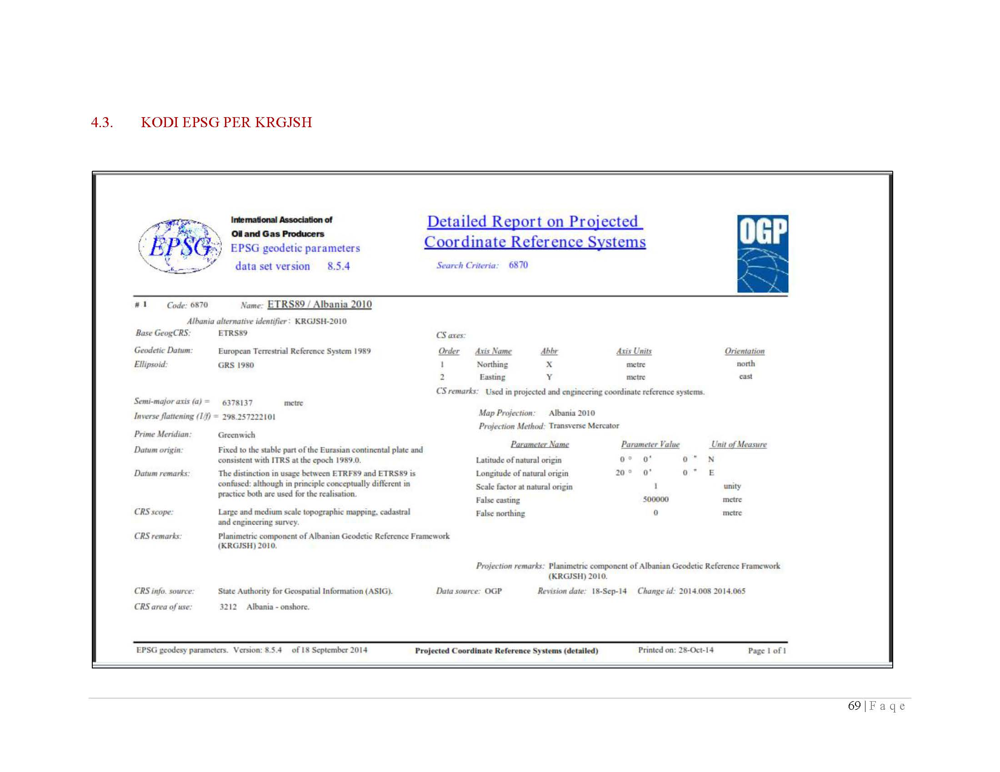 4.3. KODI EPSG PER KRGJSH
EPSG
International Association of
Oil and Gas Producers
EPSG geodetic parameters
data set version 8.5.4
Detailed Report on Projected
Coordinate Reference Systems
Search Criteria: 6870
OGP
# 1 Code: 6870 Name: ETRS89 / Albania 2010
Albania alternative identifier: KRGJSH-2010
Base GeogCRS: ETRS89
Geodetic Datum: European Terrestrial Reference System 1989
Ellipsoid: GRS 1980
Semi-major axis (a) = 6378137 metre
Inverse flattening (1/f) = 298.257222101
Prime Meridian: Greenwich
Datum origin: Fixed to the stable part of the Eurasian continental plate and
consistent with ITRS at the epoch 1989.0.
Datum remarks: The distinction in usage between ETRF89 and ETRS89 is
confused: although in principle conceptually different in
practice both are used for the realisation.
CRS scope: Large and medium scale topographic mapping, cadastral
and engineering survey.
CRS remarks: Planimetric component of Albanian Geodetic Reference Framework
(KRGJSH) 2010.
CS axes:
Order Axis Name Abbr Axis Units Orientation
1 Northing X metre north
2 Easting Y metre east
CS remarks: Used in projected and engineering coordinate reference systems.
Map Projection: Albania 2010
Projection Method: Transverse Mercator
Parameter Name Parameter Value Unit of Measure
Latitude of natural origin 0 ° 0' 0 " N
Longitude of natural origin 20 ° 0' 0 " E
Scale factor at natural origin 1 unity
False easting 500000 metre
False northing 0 metre
Projection remarks: Planimetric component of Albanian Geodetic Reference Framework
(KRGJSH) 2010.
CRS info. source: State Authority for Geospatial Information (ASIG). Data source: OGP Revision date: 18-Sep-14 Change id: 2014.008 2014.065
CRS area of use: 3212 Albania - onshore.
EPSG geodesy parameters. Version: 8.5.4 of 18 September 2014 Projected Coordinate Reference Systems (detailed) Printed on: 28-Oct-14 Page 1 of 1
69 | F a q e